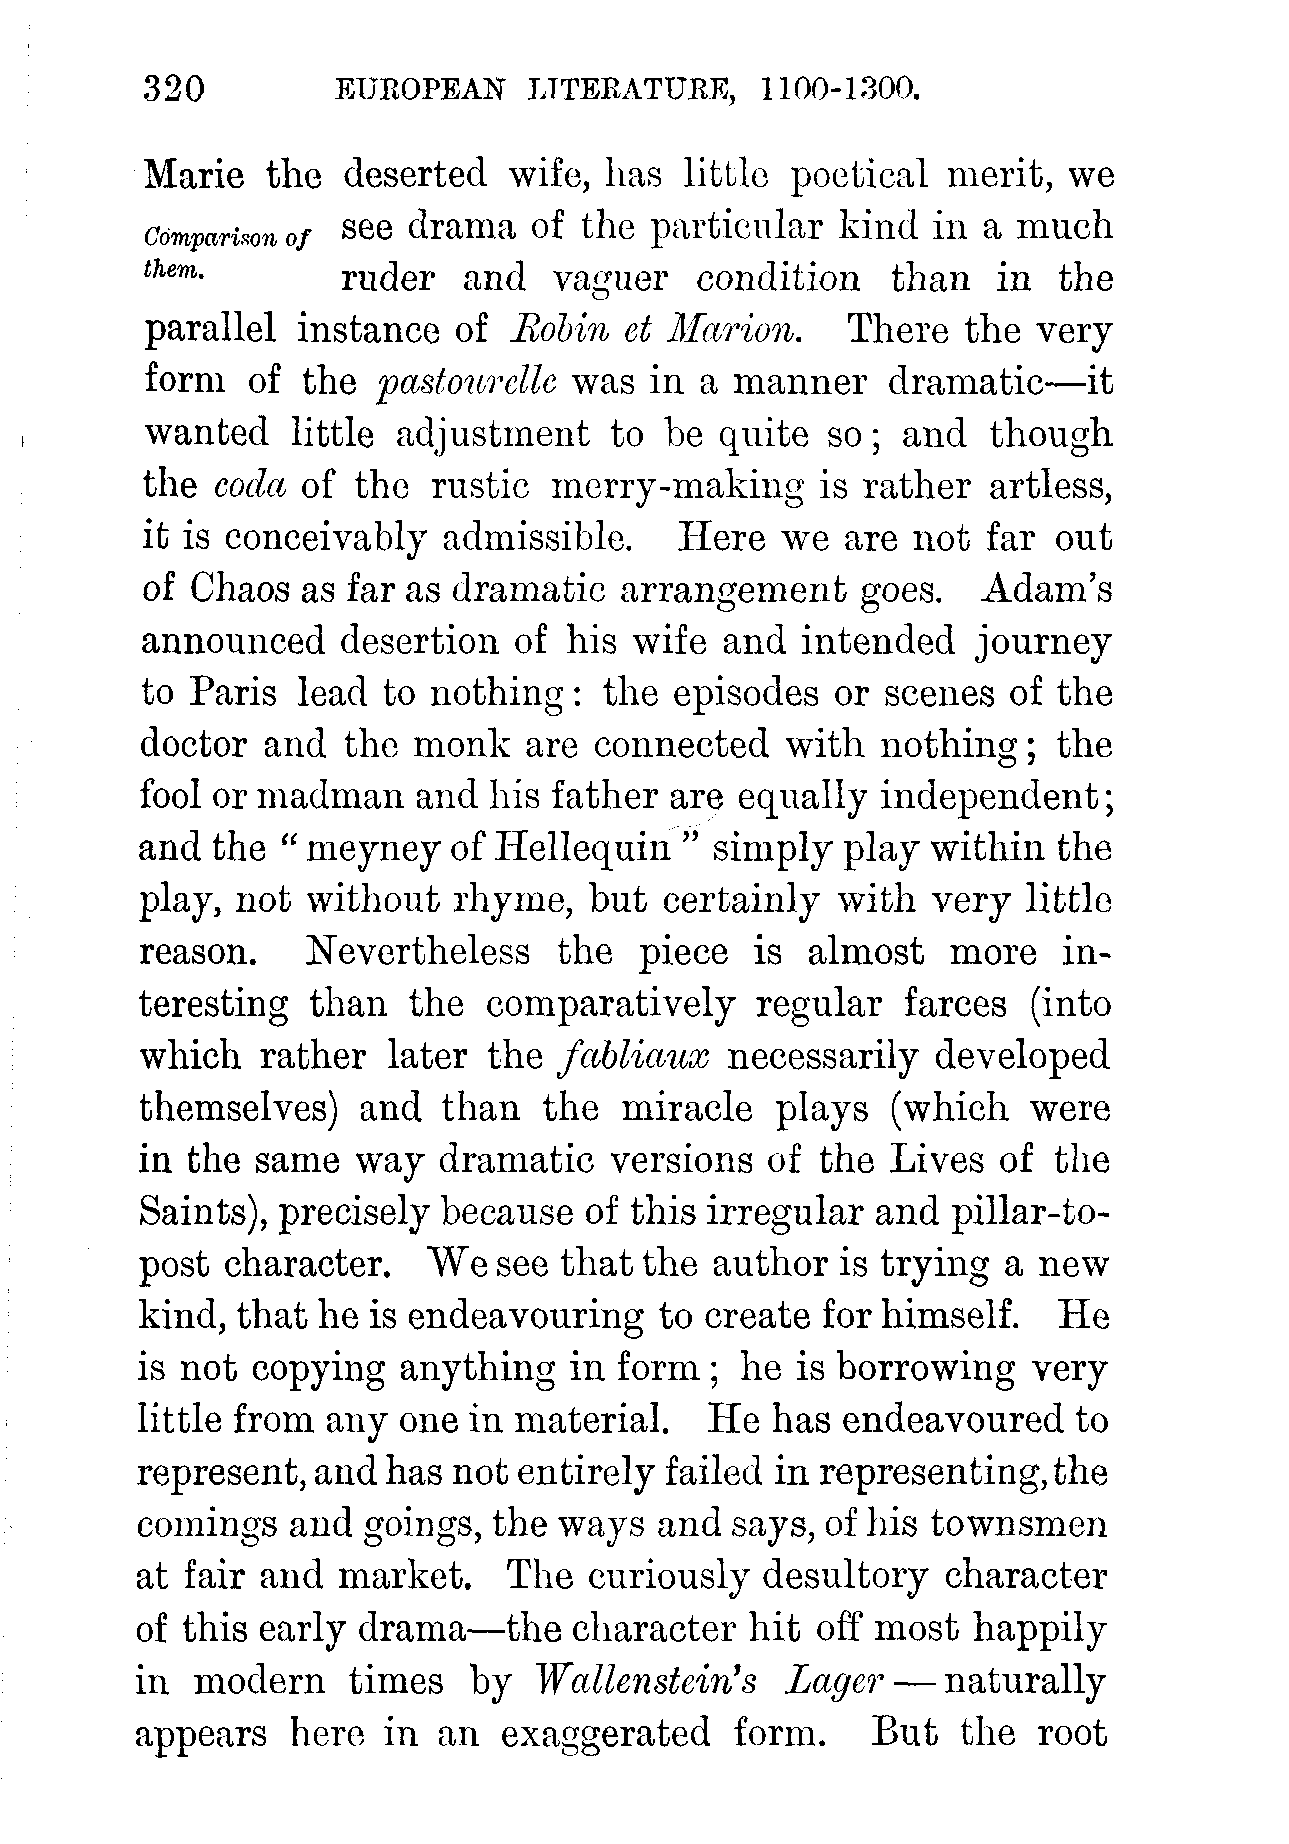 320 EUROPEAN LITERATURE, 1100-1300.
Marie the deserted wife, has little poetical merit, we
Comparison of see drama of the particular kind in a much
them. ruder and vaguer condition than in the
parallel instance of Robin et Marion. There the very
form of the pastourelle was in a manner dramatic—it
wanted little adjustment to be quite so; and though
the coda of the rustic merry-making is rather artless,
it is conceivably admissible. Here we are not far out
of Chaos as far as dramatic arrangement goes. Adam's
announced desertion of his wife and intended journey
to Paris lead to nothing: the episodes or scenes of the
doctor and the monk are connected with nothing; the
fool or madman and his father are equally independent;
and the "meyney of Hellequin" simply play within the
play, not without rhyme, but certainly with very little
reason. Nevertheless the piece is almost more in-
teresting than the comparatively regular farces (into
which rather later the fabliaux necessarily developed
themselves) and than the miracle plays (which were
in the same way dramatic versions of the Lives of the
Saints), precisely because of this irregular and pillar-to-
post character. We see that the author is trying a new
kind, that he is endeavouring to create for himself. He
is not copying anything in form; he is borrowing very
little from any one in material. He has endeavoured to
represent, and has not entirely failed in representing, the
comings and goings, the ways and says, of his townsmen
at fair and market. The curiously desultory character
of this early drama—the character hit off most happily
in modern times by Wallenstein's Lager—naturally
appears here in an exaggerated form. But the root